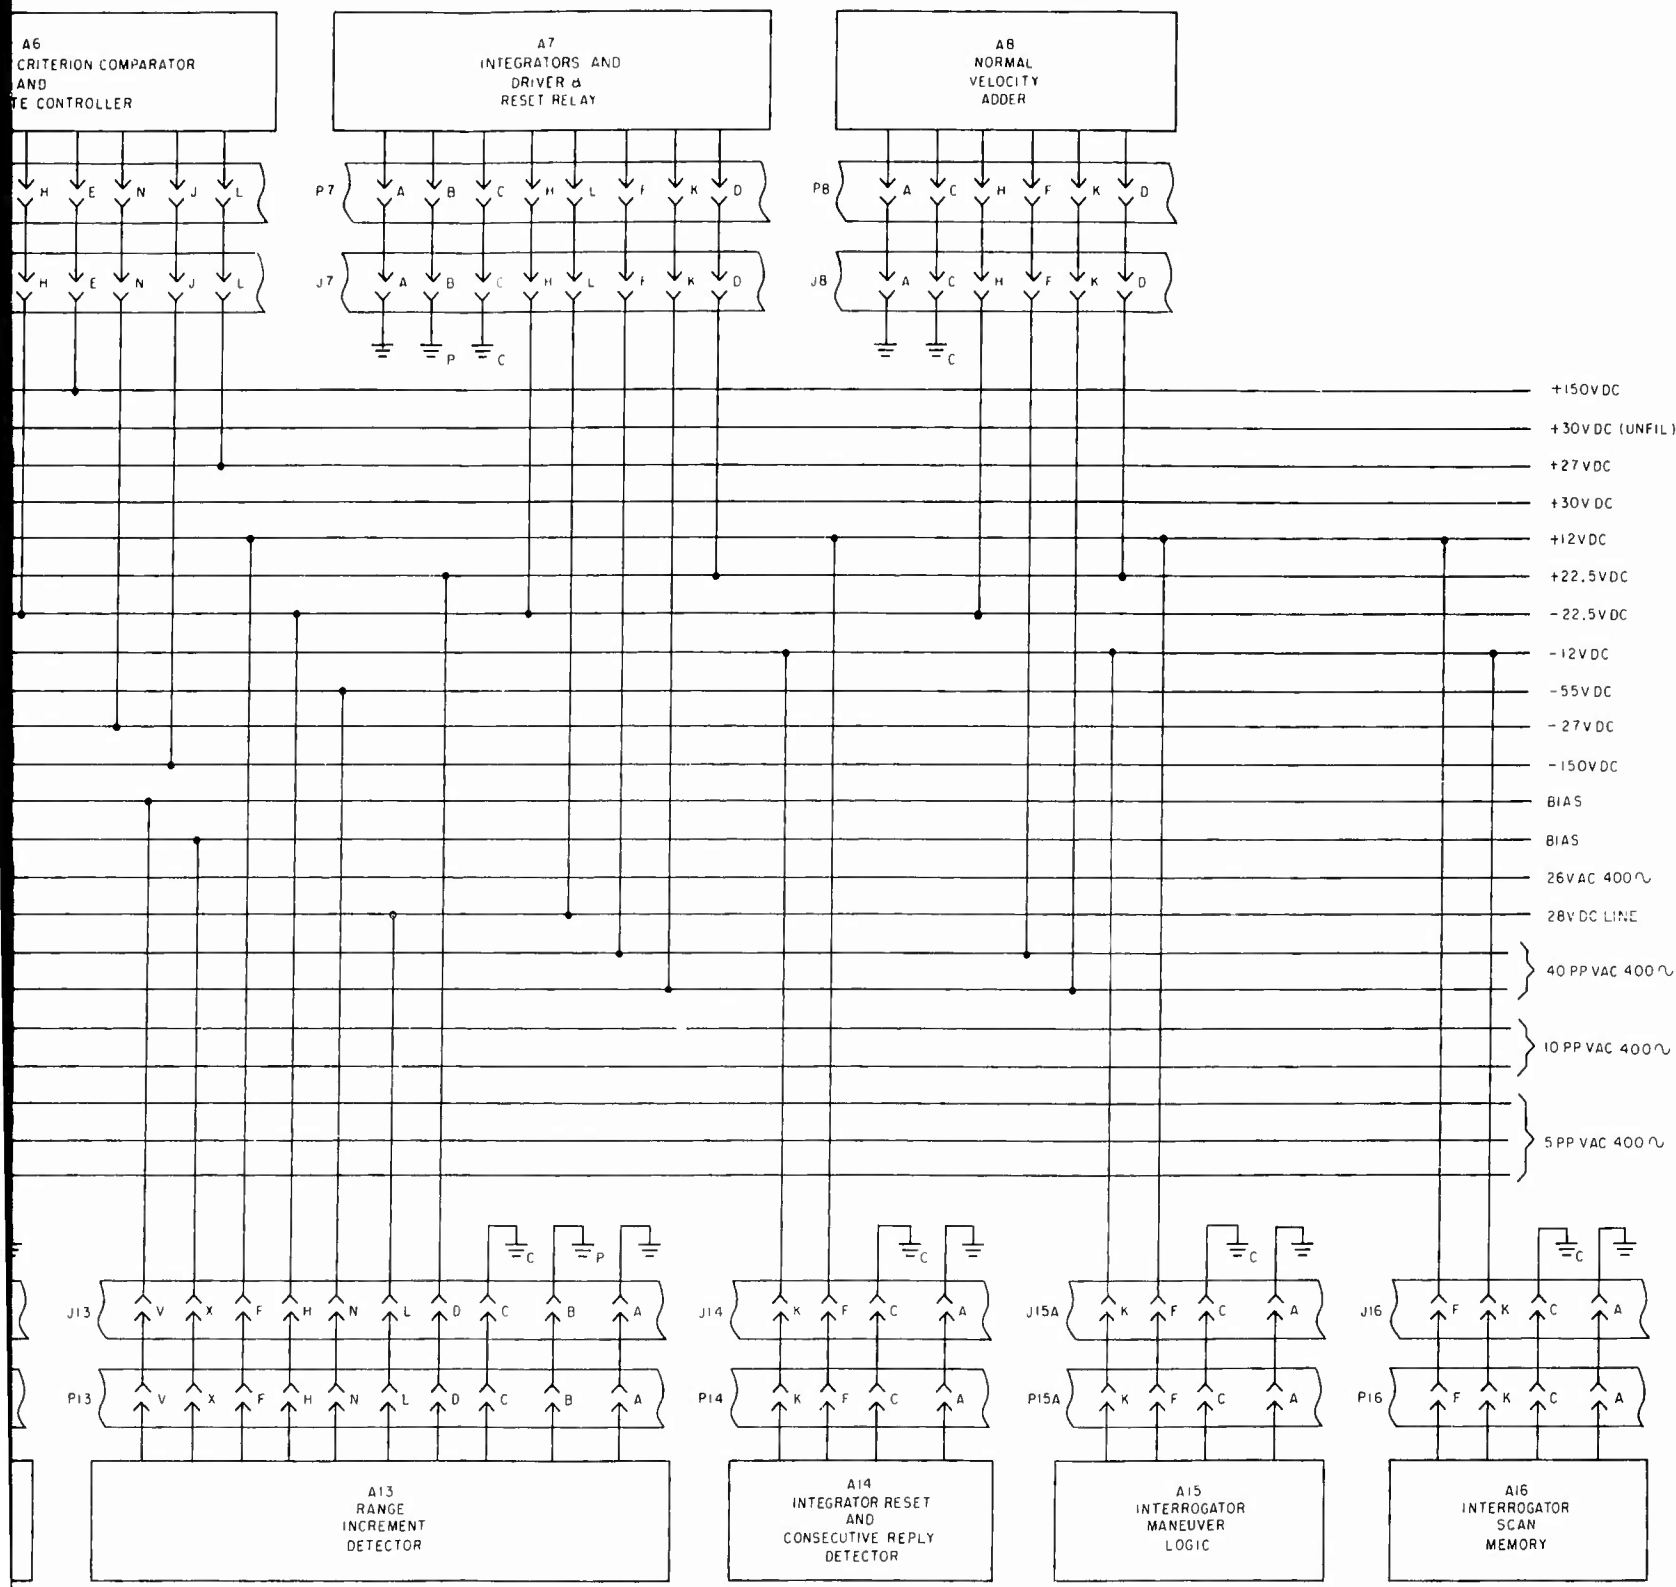 A6
CRITERION COMPARATOR
AND
TE CONTROLLER
A7
INTEGRATORS AND
DRIVER &
RESET RELAY
A8
NORMAL
VELOCITY
ADDER
H E N J L
P7 A B C H L F K D
P8 A C H F K D
H E N J L
J7 A B C H L F K D
J8 A C H F K D
P C
C
+150VDC
+30VDC (UNFIL)
+27VDC
+30VDC
+12VDC
+22.5VDC
-22.5VDC
-12VDC
-55VDC
-27VDC
-150VDC
BIAS
BIAS
26VAC 400∿
28VDC LINE
40 PP VAC 400∿
10 PP VAC 400∿
5 PP VAC 400∿
C P
C
C
C
J13 V X F H N L D C B A
J14 K F C A
J15A K F C A
J16 F K C A
P13 V X F H N L D C B A
P14 K F C A
P15A K F C A
P16 F K C A
A13
RANGE
INCREMENT
DETECTOR
A14
INTEGRATOR RESET
AND
CONSECUTIVE REPLY
DETECTOR
A15
INTERROGATOR
MANEUVER
LOGIC
A16
INTERROGATOR
SCAN
MEMORY